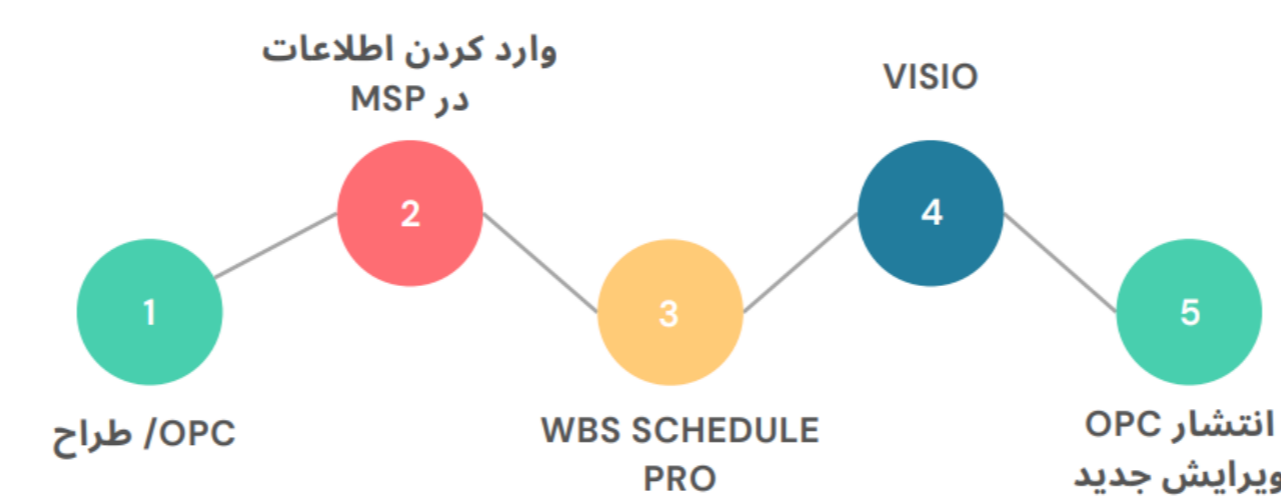 1
OPC/ طراح
2
وارد کردن اطلاعات
در MSP
3
WBS SCHEDULE
PRO
4
VISIO
5
انتشار OPC
ویرایش جدید